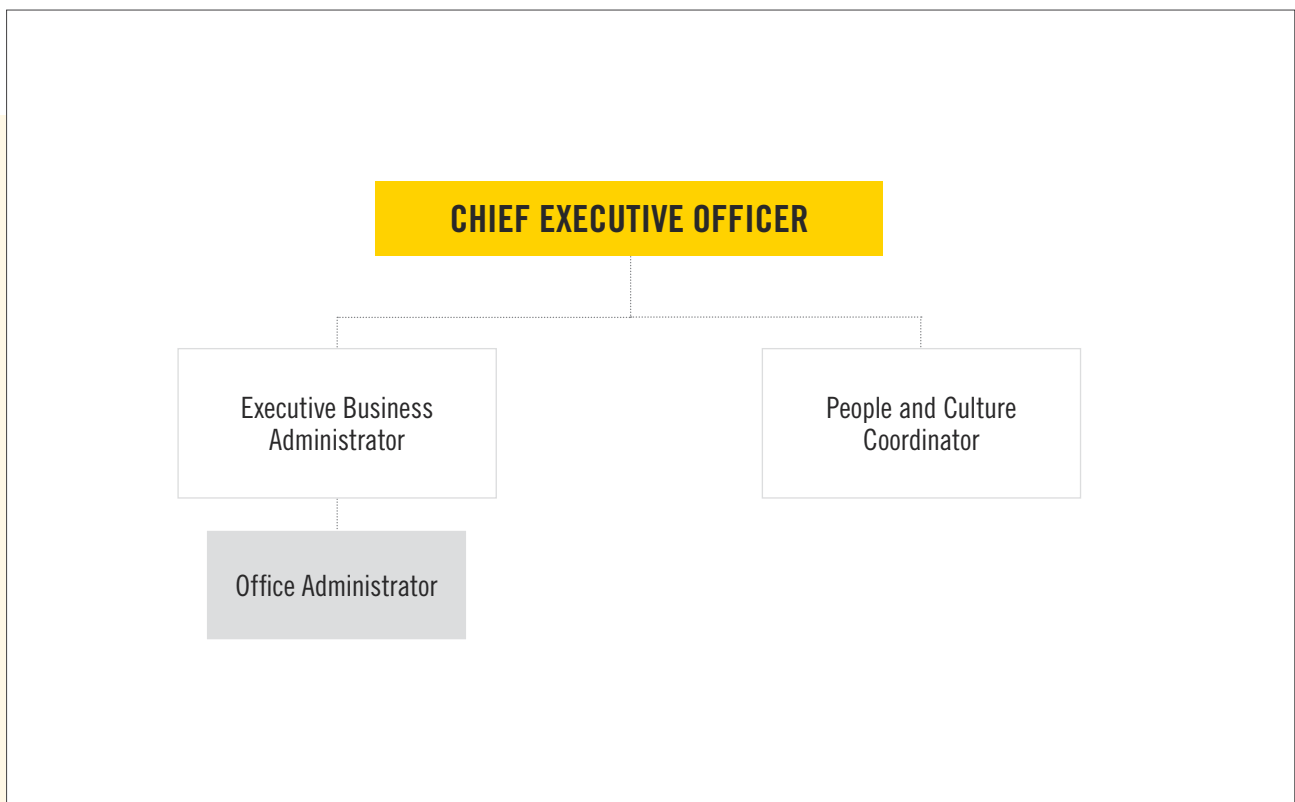 CHIEF EXECUTIVE OFFICER
Executive Business
Administrator
People and Culture
Coordinator
Office Administrator